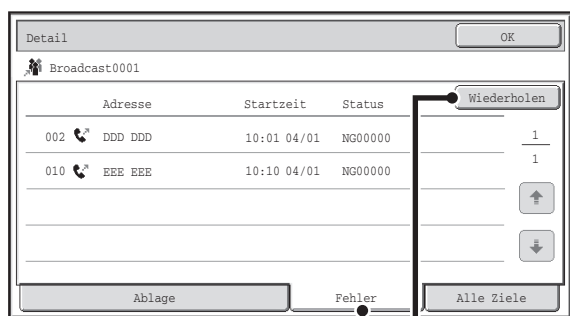 Detail OK
Broadcast0001
Adresse Startzeit Status Wiederholen
002 DDD DDD 10:01 04/01 NG00000 1
1
010 EEE EEE 10:10 04/01 NG00000
Ablage Fehler Alle Ziele